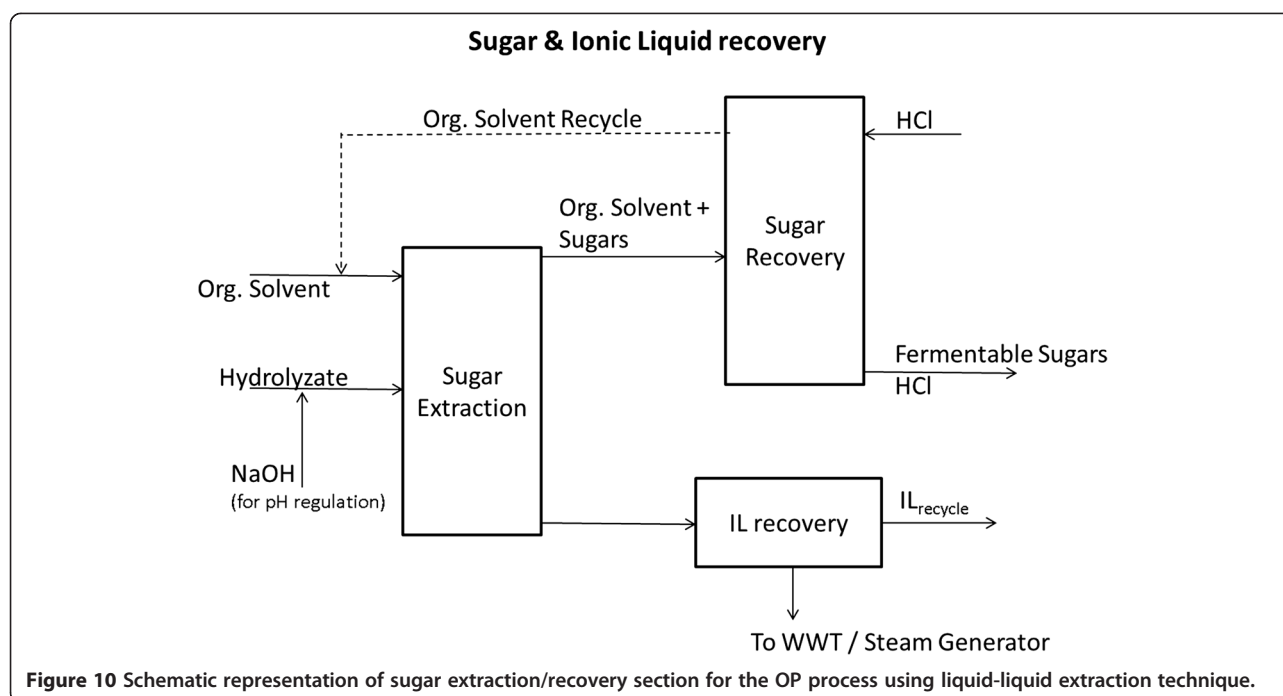 Sugar & Ionic Liquid recovery
Org. Solvent Recycle
HCl
Org. Solvent +
Sugars
Sugar
Recovery
Org. Solvent
Hydrolyzate
Sugar
Extraction
Fermentable Sugars
HCl
NaOH
(for pH regulation)
IL recovery
ILrecycle
To WWT / Steam Generator
Figure 10 Schematic representation of sugar extraction/recovery section for the OP process using liquid-liquid extraction technique.